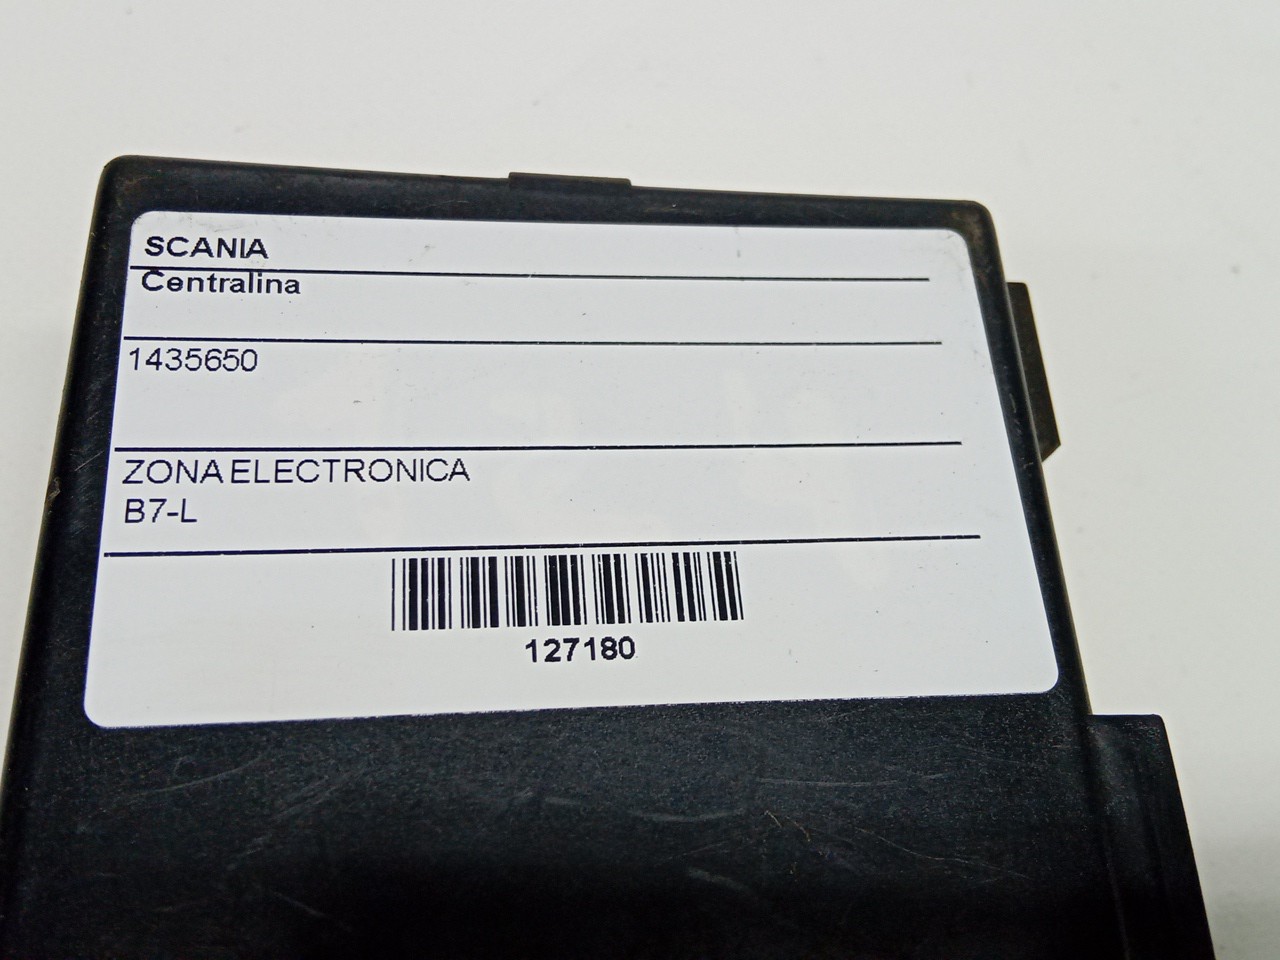 SCANIA
Centralina
1435650
ZONA ELECTRONICA
B7-L
127180